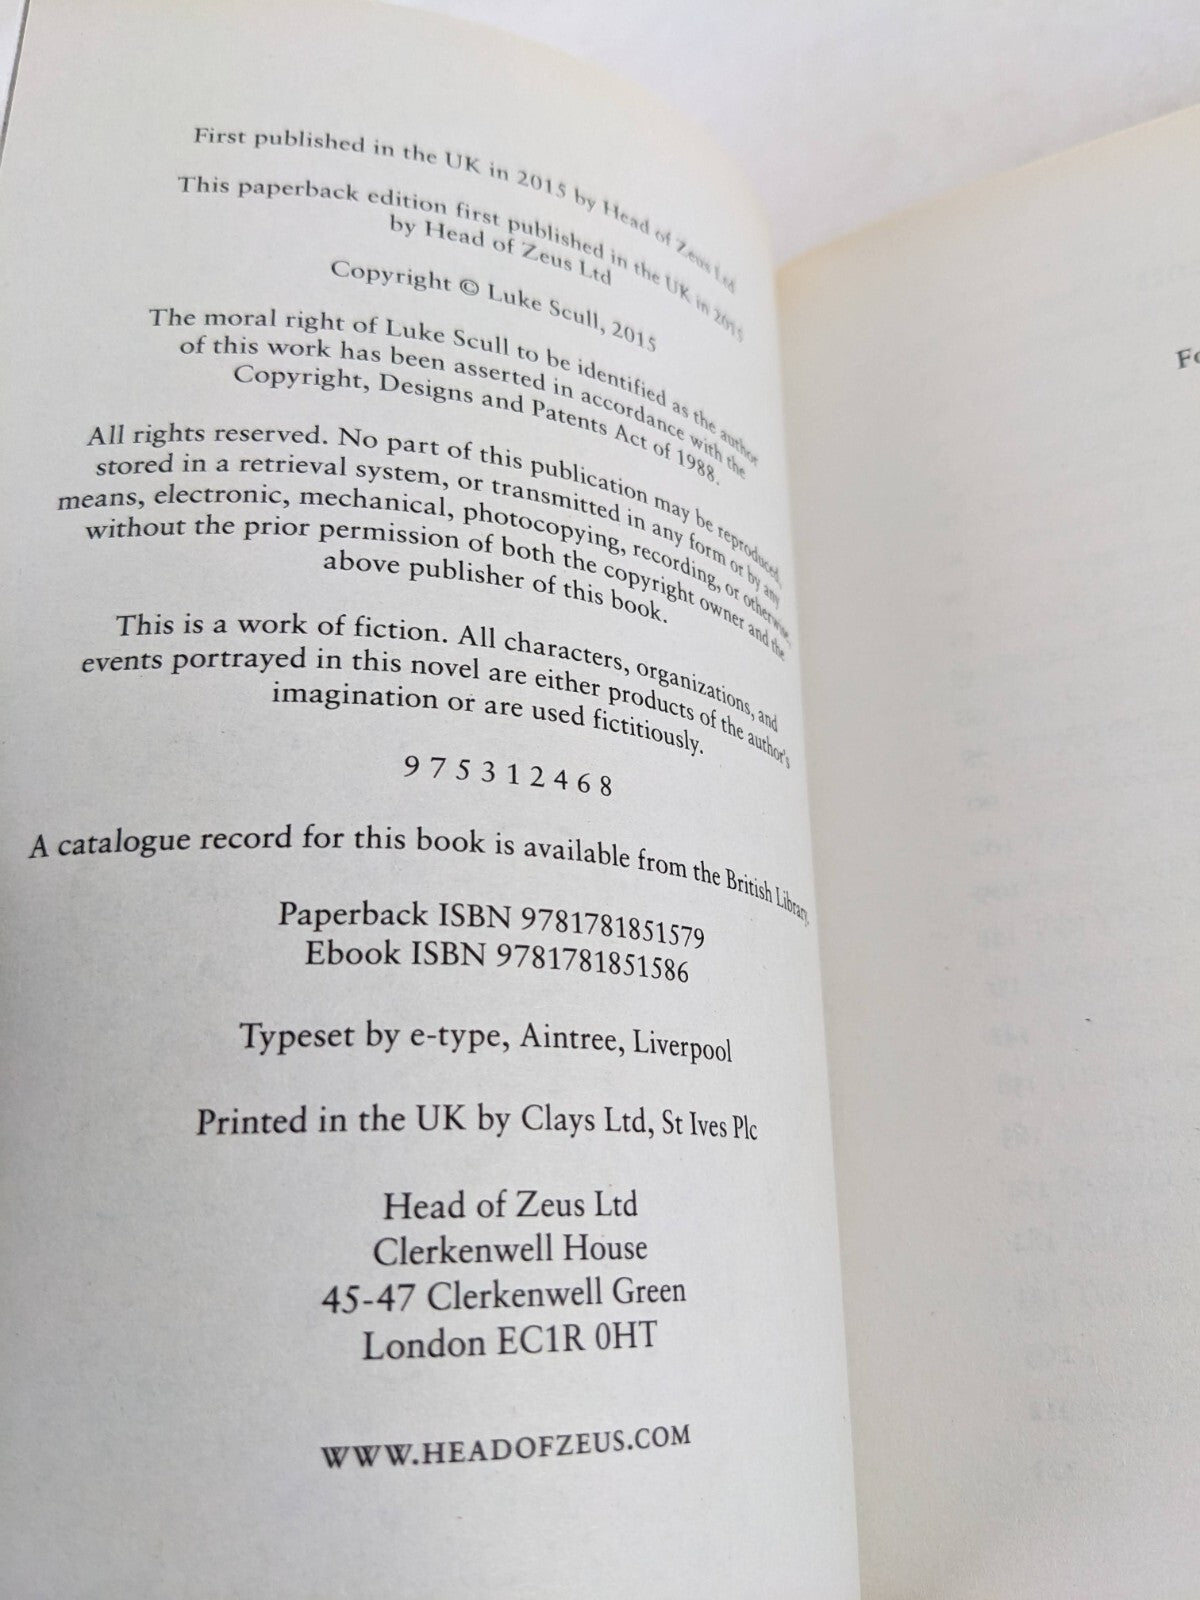 First published in the UK in 2015 by Head of Zeus Ltd
This paperback edition first published in the UK in 2015
by Head of Zeus Ltd
Copyright © Luke Scull, 2015
The moral right of Luke Scull to be identified as the author
of this work has been asserted in accordance with the
Copyright, Designs and Patents Act of 1988.
All rights reserved. No part of this publication may be reproduced,
stored in a retrieval system, or transmitted in any form or by any
means, electronic, mechanical, photocopying, recording, or otherwise,
without the prior permission of both the copyright owner and the
above publisher of this book.
This is a work of fiction. All characters, organizations, and
events portrayed in this novel are either products of the author's
imagination or are used fictitiously.
9 7 5 3 1 2 4 6 8
A catalogue record for this book is available from the British Library.
Paperback ISBN 9781781851579
Ebook ISBN 9781781851586
Typeset by e-type, Aintree, Liverpool
Printed in the UK by Clays Ltd, St Ives Plc
Head of Zeus Ltd
Clerkenwell House
45-47 Clerkenwell Green
London EC1R 0HT
WWW.HEADOFZEUS.COM